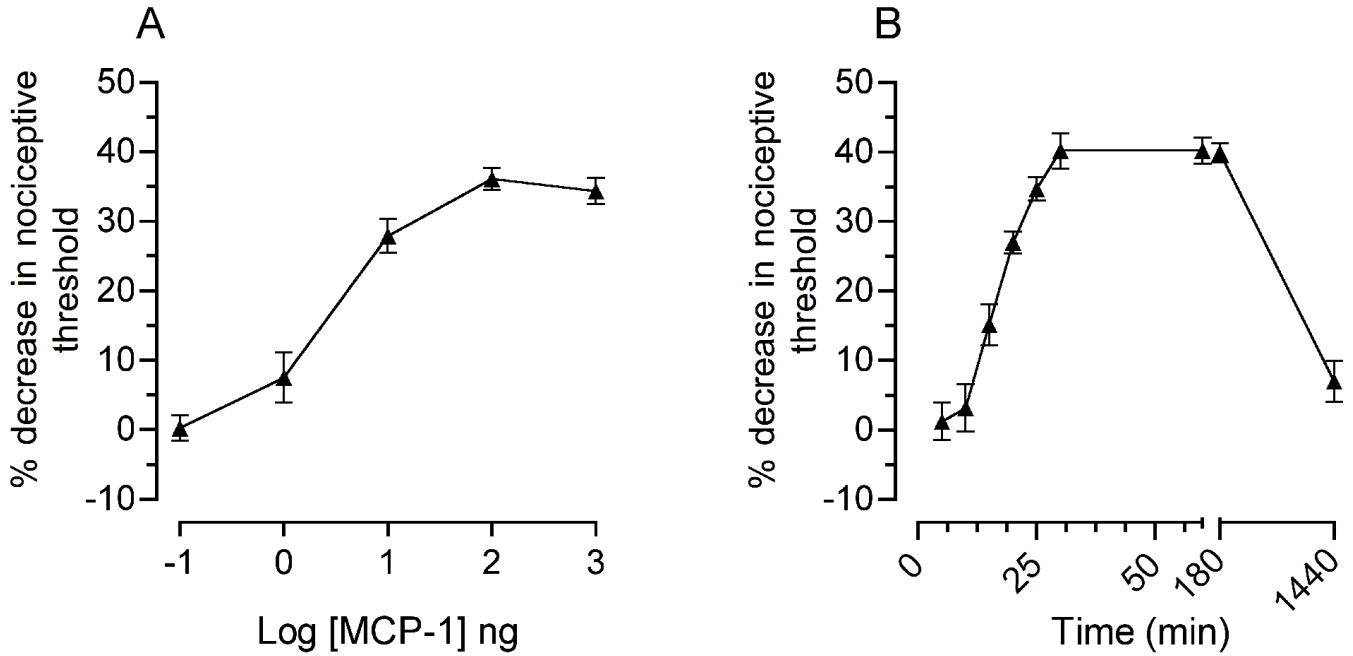 A
% decrease in nociceptive
threshold
50
40
30
20
10
0
-10
-1 0 1 2 3
Log [MCP-1] ng
B
% decrease in nociceptive
threshold
50
40
30
20
10
0
-10
0 25 50 180 1440
Time (min)